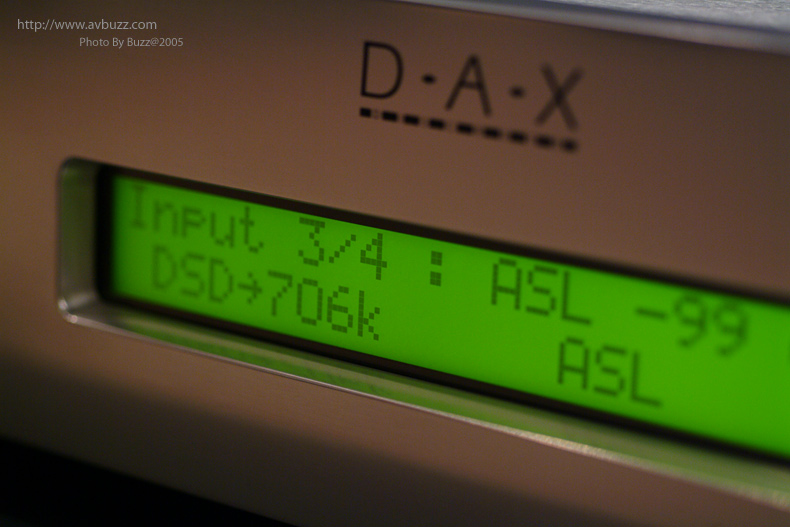 http://www.avbuzz.com
Photo By Buzz@2005
D·A·X
Input 3/4 : ASL -99
DSD→706k ASL